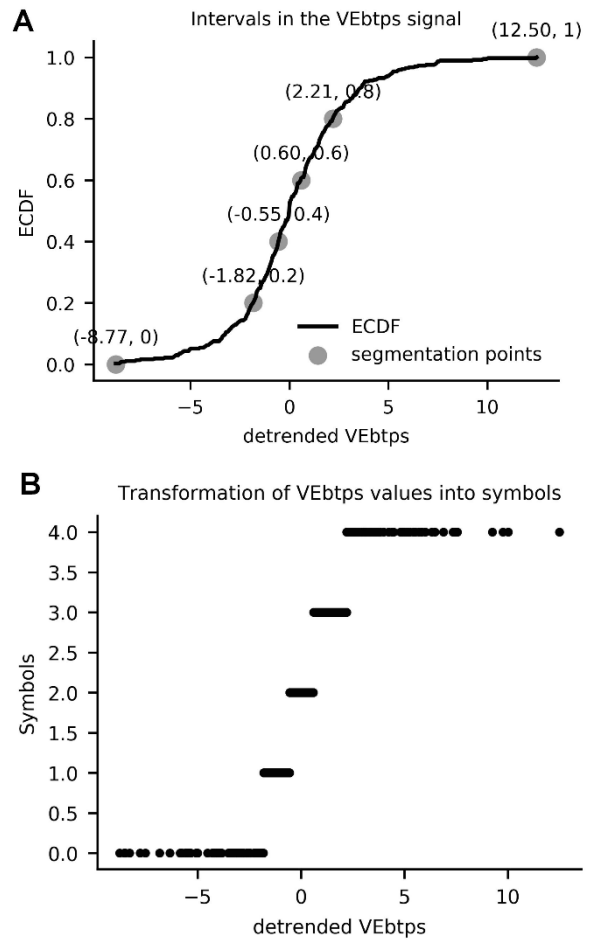 A
Intervals in the VEbtps signal
(12.50, 1)
1.0
(2.21, 0.8)
0.8
(0.60, 0.6)
0.6
ECDF
(-0.55, 0.4)
0.4
(-1.82, 0.2)
0.2
ECDF
(-8.77, 0)
segmentation points
0.0
−5 0 5 10
detrended VEbtps
B
Transformation of VEbtps values into symbols
4.0
3.5
3.0
2.5
Symbols
2.0
1.5
1.0
0.5
0.0
−5 0 5 10
detrended VEbtps